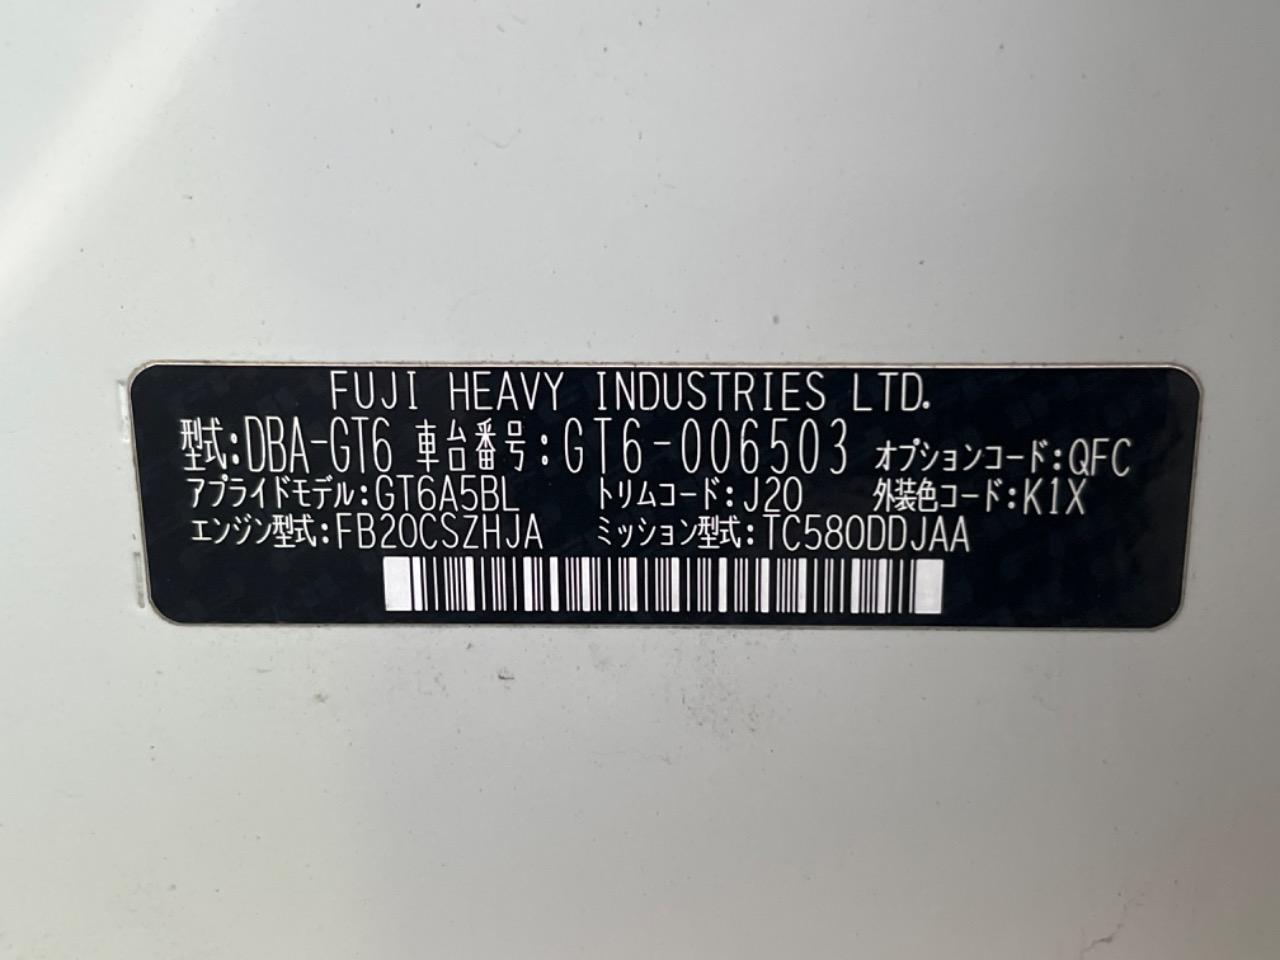 FUJI HEAVY INDUSTRIES LTD.
型式:DBA-GT6 車台番号:GT6-006503 オプションコード:QFC
アプライドモデル:GT6A5BL トリムコード:J20 外装色コード:K1X
エンジン型式:FB20CSZHJA ミッション型式:TC580DDJAA